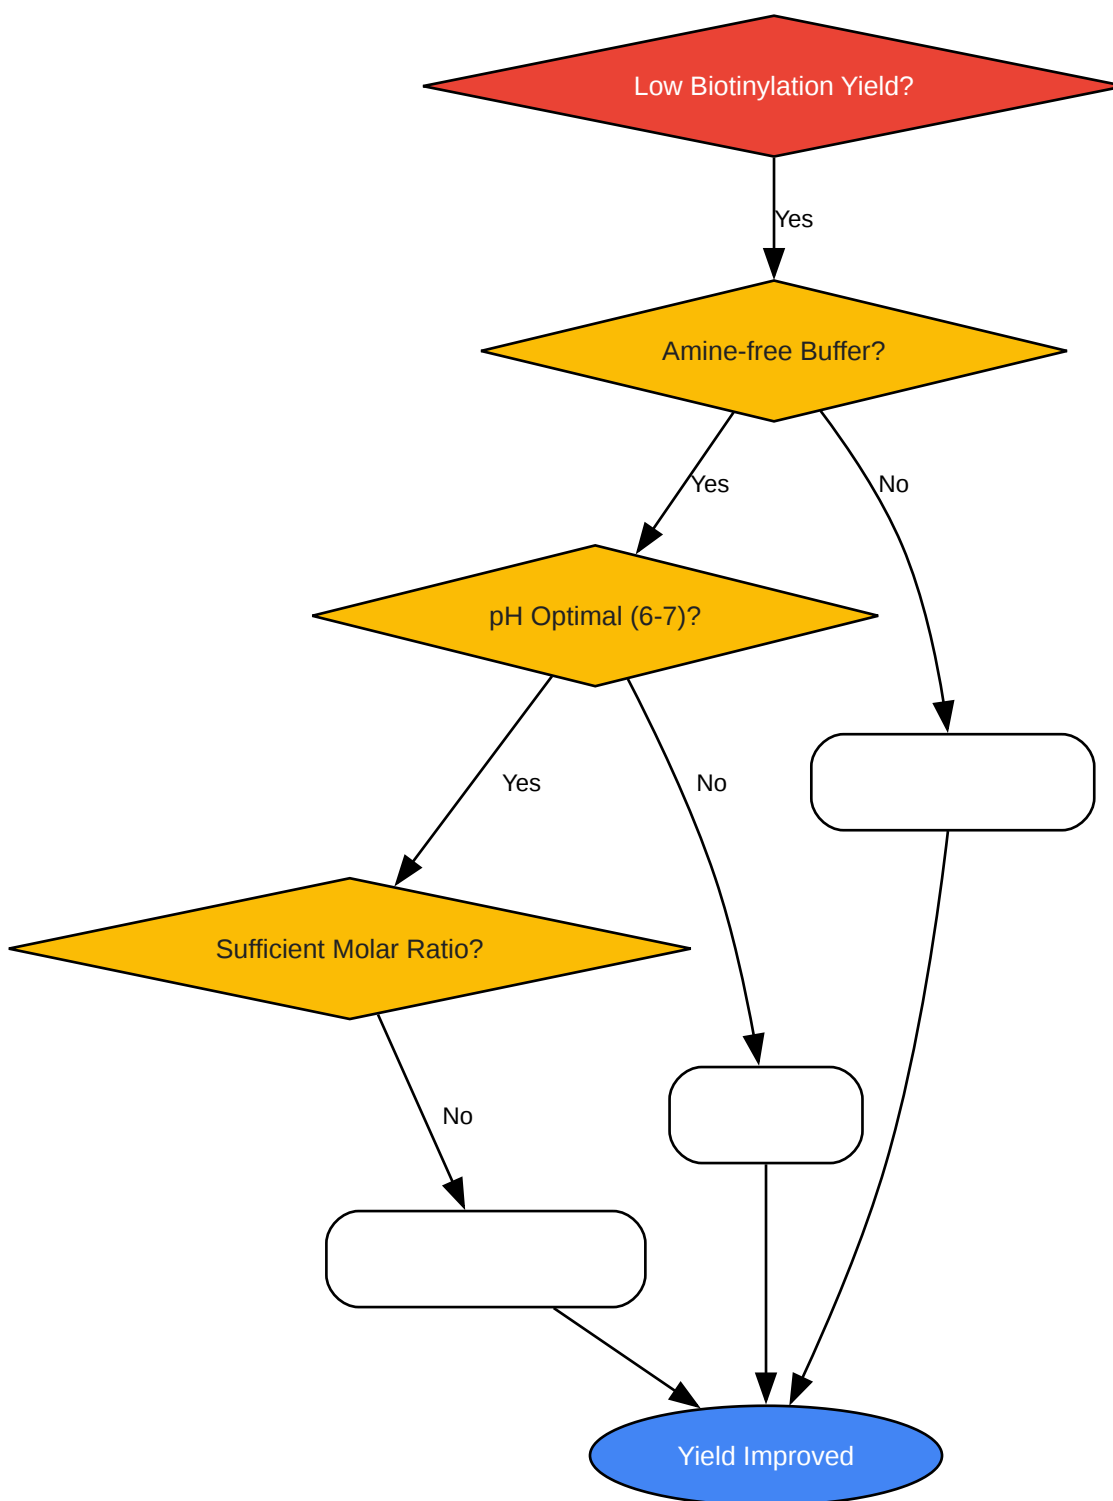 Low Biotinylation Yield?
Yes
Amine-free Buffer?
Yes
No
pH Optimal (6-7)?
Yes
No
Sufficient Molar Ratio?
No
Yield Improved